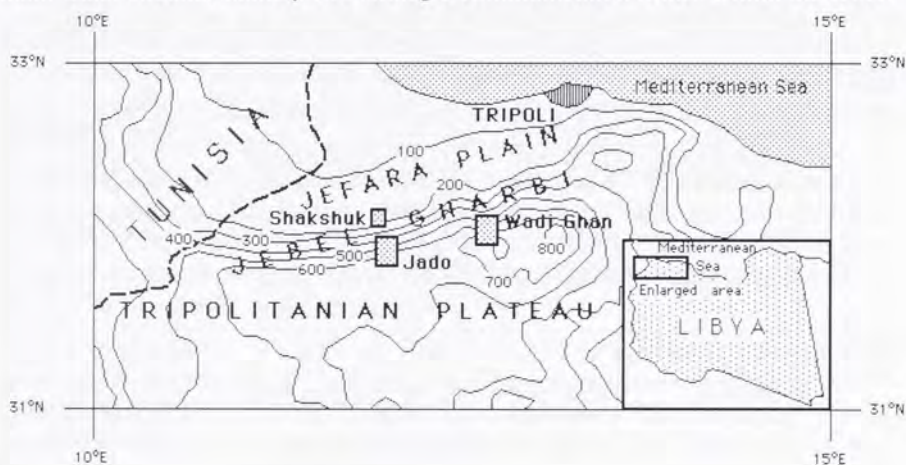 10°E 15°E
33°N 33°N
Mediterranean Sea
TRIPOLI
TUNISIA
100
JEFARA PLAIN
200
JEBEL GHARBI
Shakshuk
Wadi Ghan
400 300 500 800
600
Jado
700
TRIPOLITANIAN PLATEAU
Mediterranean
Sea
Enlarged area:
LIBYA
31°N 31°N
10°E 15°E